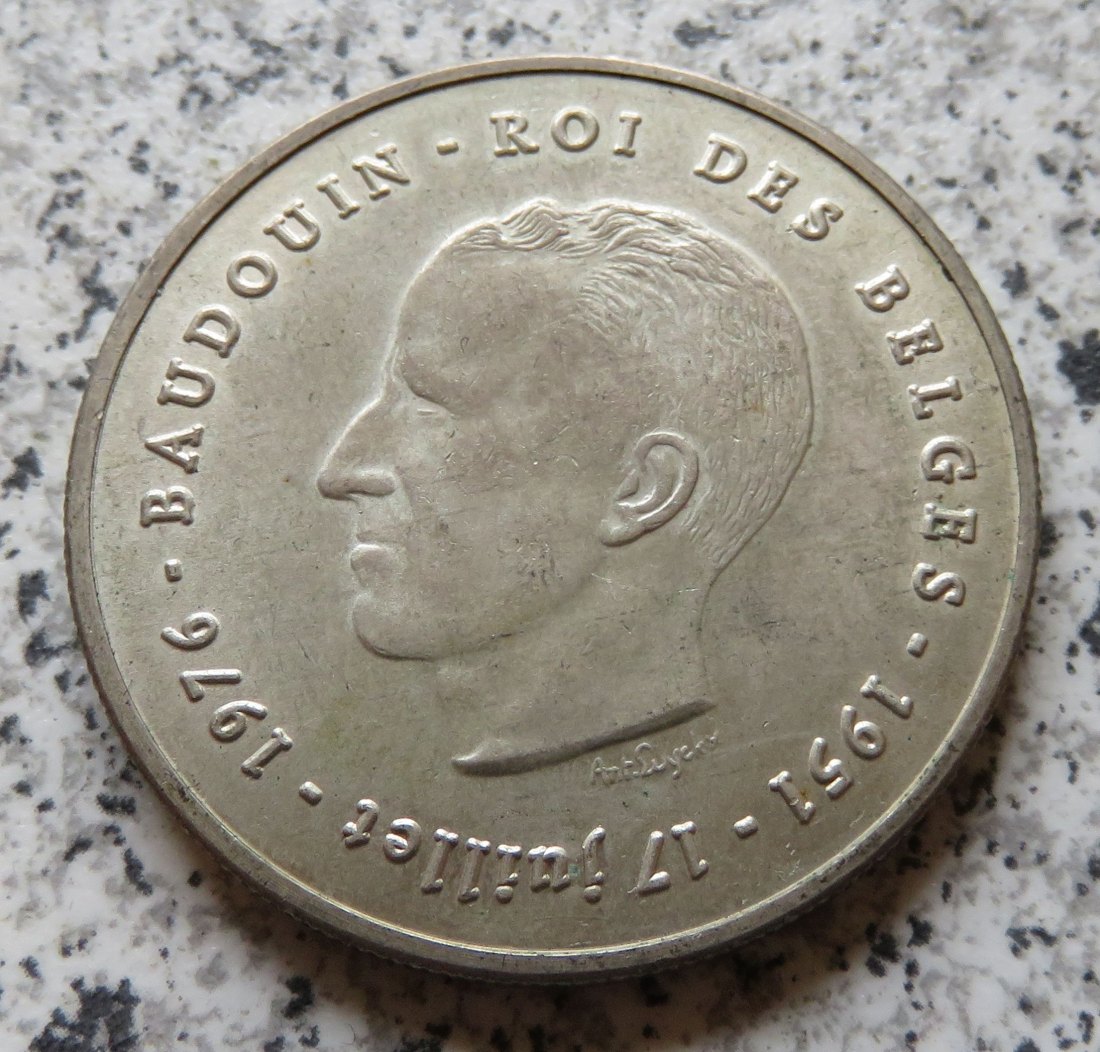 BAUDOUIN - ROI DES BELGES - 1951 - 17 juillet - 1976 -